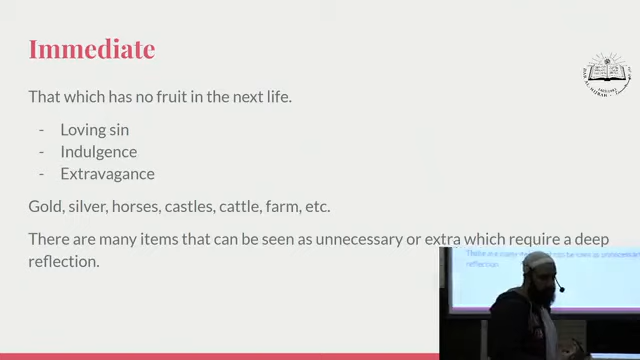 Immediate
That which has no fruit in the next life.
- Loving sin
- Indulgence
- Extravagance
Gold, silver, horses, castles, cattle, farm, etc.
There are many items that can be seen as unnecessary or extra which require a deep
reflection.